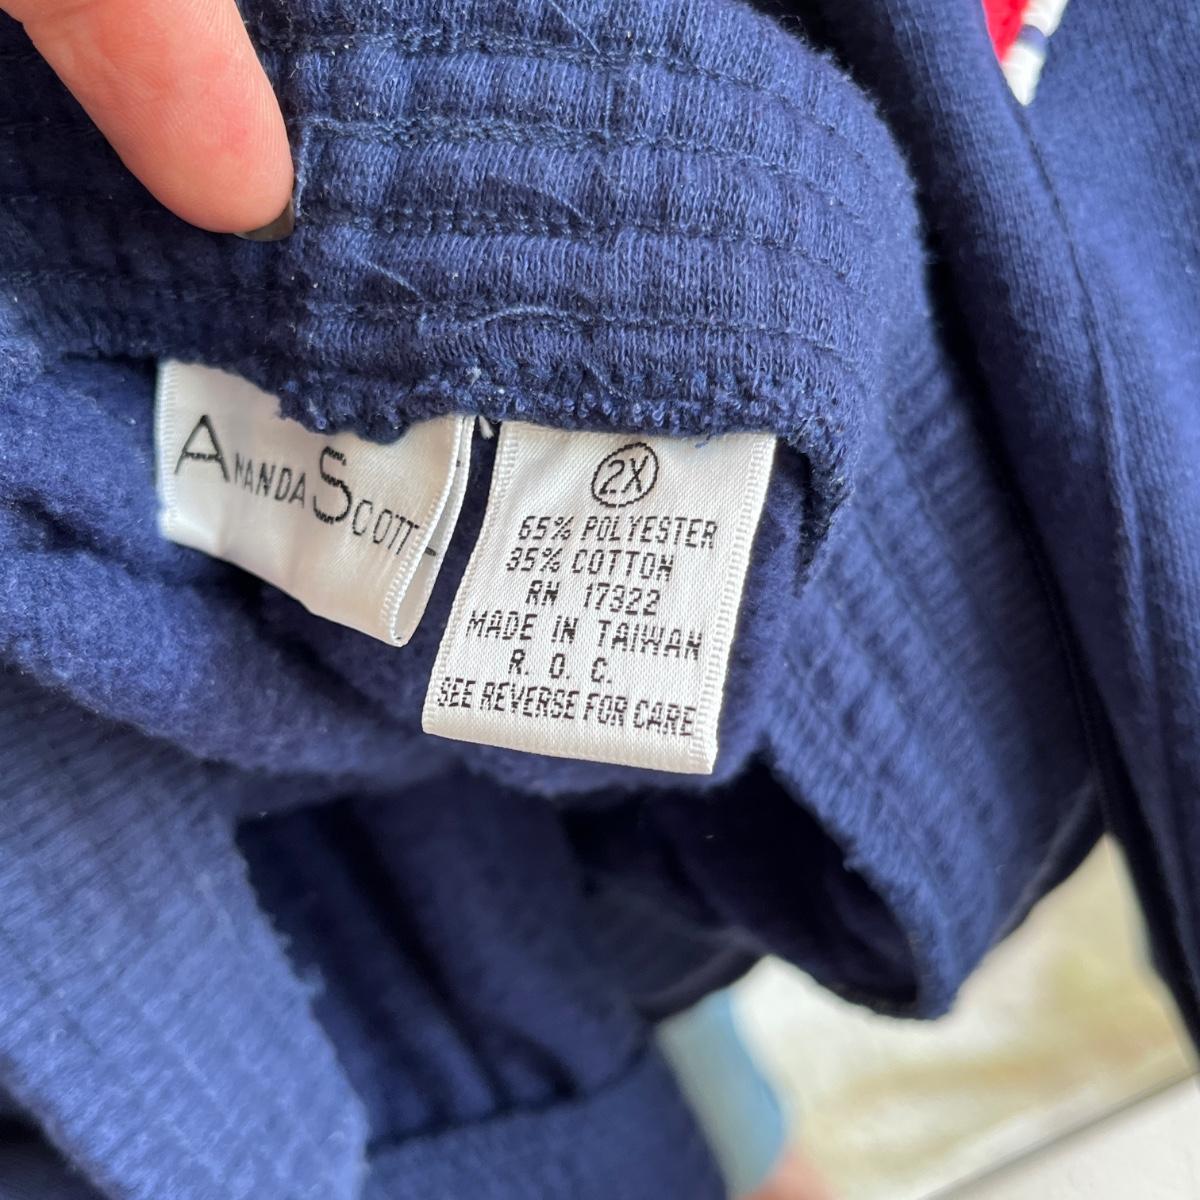 AMANDA SCOTT
2X
65% POLYESTER
35% COTTON
RN 17322
MADE IN TAIWAN
R. O. C.
SEE REVERSE FOR CARE